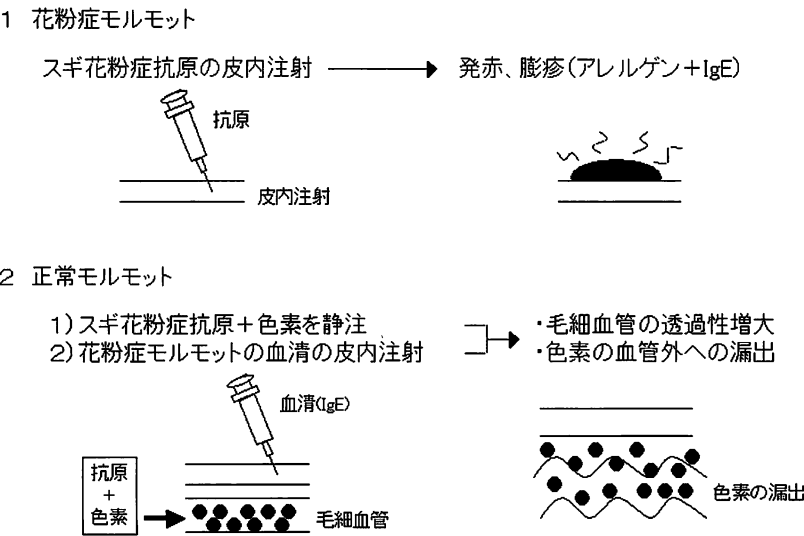 1 花粉症モルモット
スギ花粉症抗原の皮内注射 発赤、膨疹(アレルゲン+IgE)
抗原
皮内注射
2 正常モルモット
1)スギ花粉症抗原+色素を静注
2)花粉症モルモットの血清の皮内注射
・毛細血管の透過性増大
・色素の血管外への漏出
血清(IgE)
抗原
+
色素
毛細血管
色素の漏出